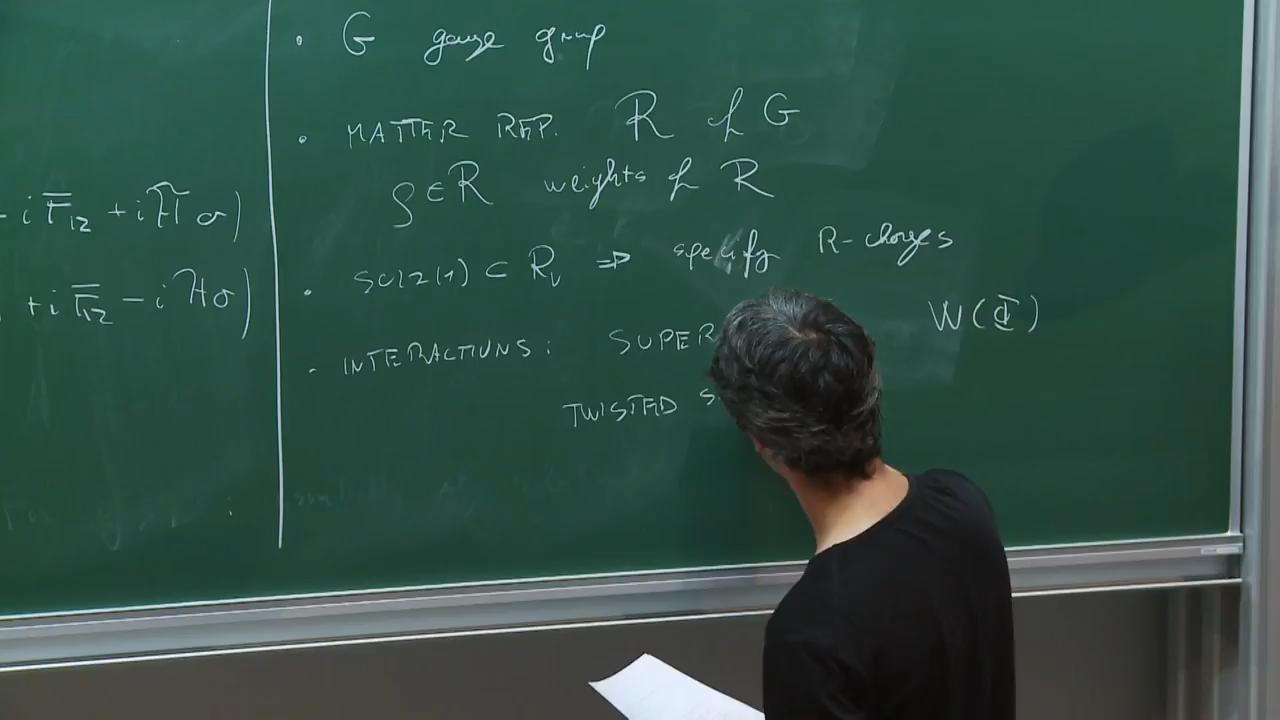 • G gauge group
• MATTER REP. R of G
ρ ∈ R weights of R
• SU(2|1) ⊂ R_V ⇒ specify R-charges
- INTERACTIONS: SUPER W(Φ)
TWISTED S
- i F̅₁₂ + i H̃ σ)
+ i F̅₁₂ - i H̃ σ)